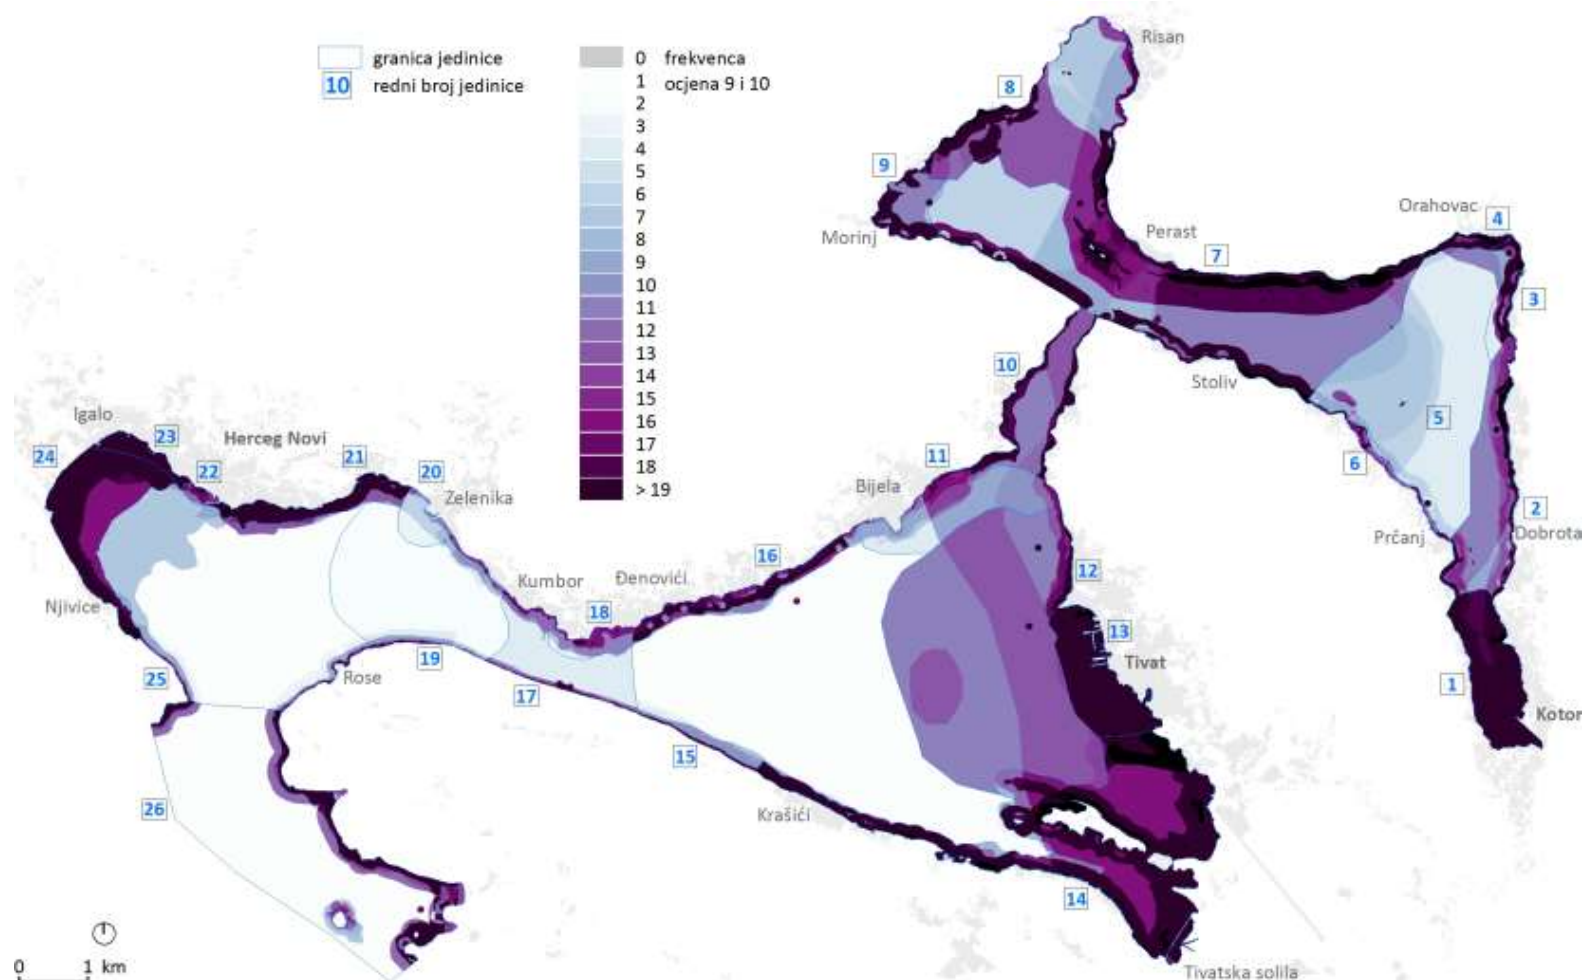 granica jedinice
10 redni broj jedinice
0 frekvenca
1 ocjena 9 i 10
2
3
4
5
6
7
8
9
10
11
12
13
14
15
16
17
18
> 19
Risan
8
9
Morinj
Perast
7
Orahovac
4
3
10
Stoliv
5
6
2
Prčanj
Dobrota
Igalo
23
24
22
Herceg Novi
21
20
Zelenika
11
Bijela
16
Kumbor
Đenovići
18
12
Njivice
13
Tivat
25
19
Rose
17
1
Kotor
15
26
Krašići
14
0 1 km
Tivatska solila